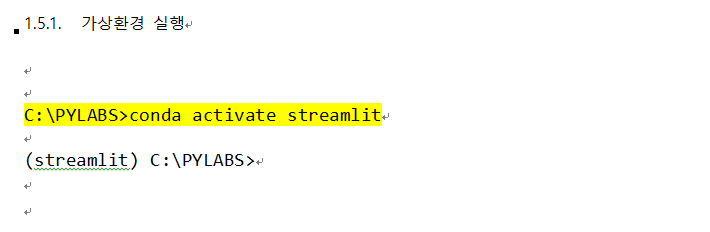 1.5.1. 가상환경 실행
C:\PYLABS>conda activate streamlit
(streamlit) C:\PYLABS>